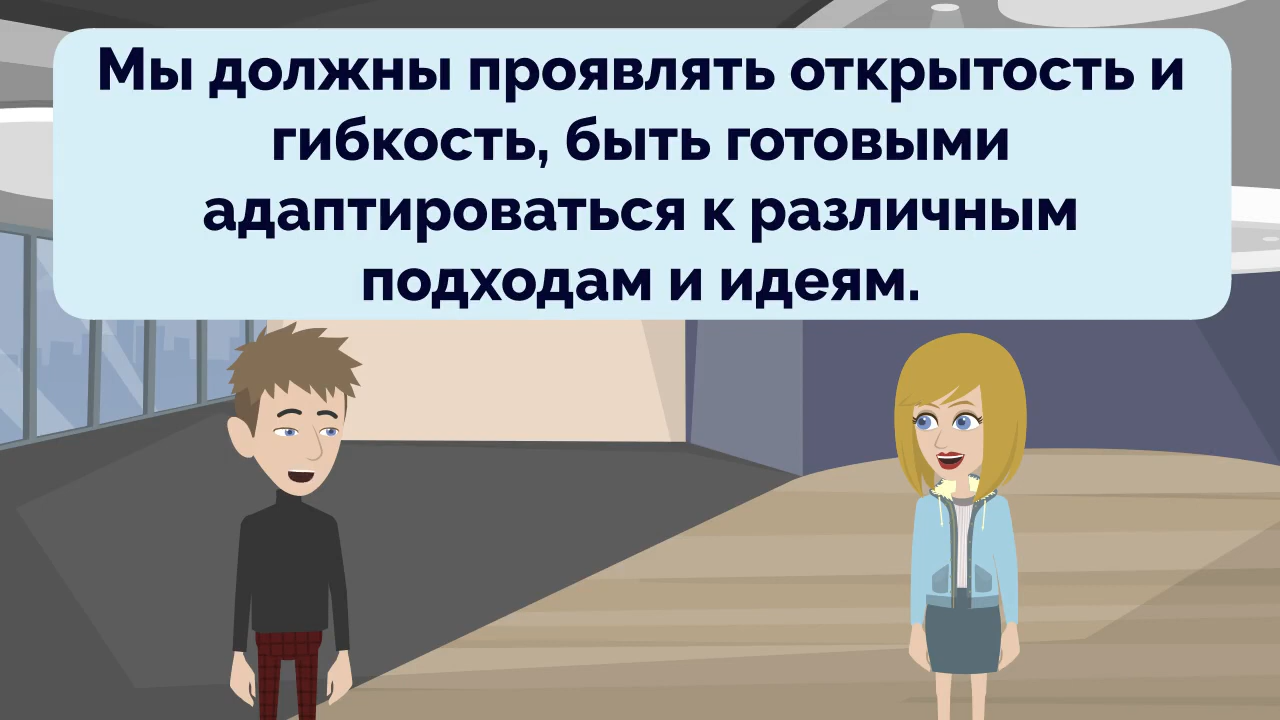 Мы должны проявлять открытость и
гибкость, быть готовыми
адаптироваться к различным
подходам и идеям.